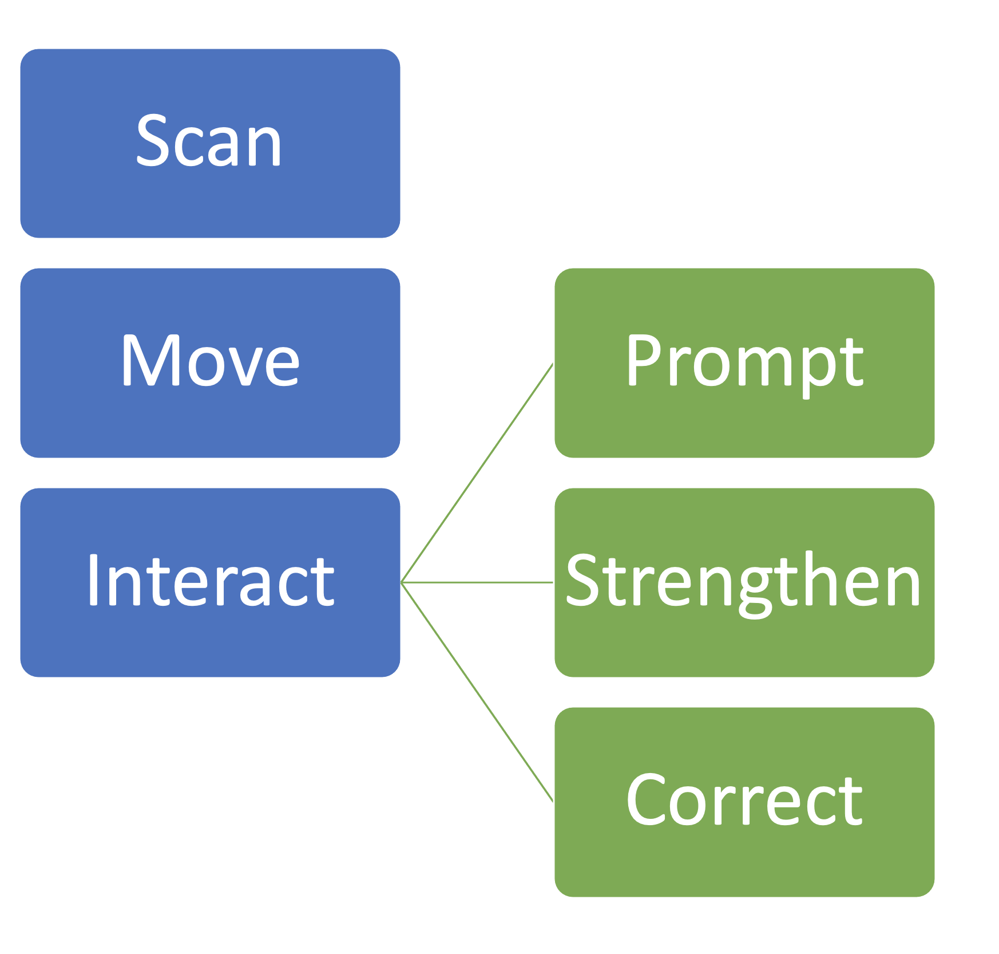 Scan
Move
Interact
Prompt
Strengthen
Correct